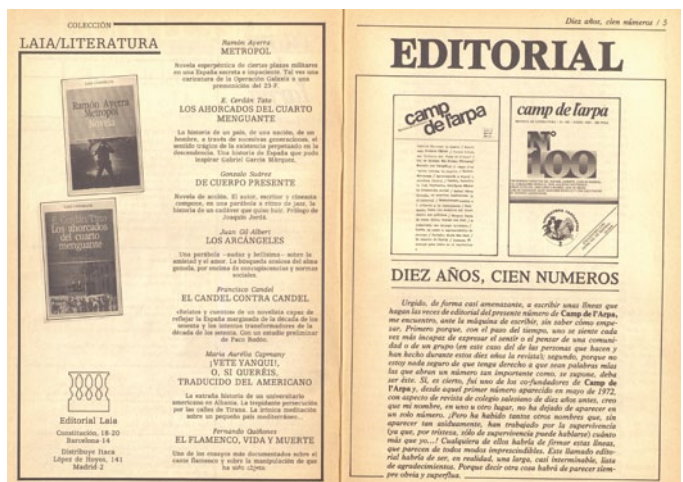 COLECCIÓN
LAIA/LITERATURA
Ramón Ayerra
Metropol
E. Cerdán Tato
Los ahorcados
del cuarto
menguante
Editorial Laia
Constitución, 18-20
Barcelona-14
Distribuye Itaca
López de Hoyos, 141
Madrid-2
Ramón Ayerra
METROPOL
Novela esperpéntica de ciertas plazas militares
en una España secreta e impaciente. Tal vez una
caricatura de la Operación Galaxia o una
premonición del 23-F.
E. Cerdán Tato
LOS AHORCADOS DEL CUARTO
MENGUANTE
La historia de un país, de una nación, de un
hombre, a través de sucesivas generaciones, el
sentido trágico de la existencia perpetuado en la
descendencia. Una historia de España que pudo
inspirar Gabriel García Márquez.
Gonzalo Suárez
DE CUERPO PRESENTE
Novela de acción. El autor, escritor y cineasta
compone, en una parábola a ritmo de jazz, la
historia de un cadáver que quiso huir. Prólogo de
Joaquín Jordá.
Juan Gil Albert
LOS ARCÁNGELES
Una parábola —audaz y bellísima— sobre la
amistad y el amor. La búsqueda ansiosa del alma
gemela, por encima de concupiscencias y normas
sociales.
Francisco Candel
EL CANDEL CONTRA CANDEL
«Relatos y cuentos» de un novelista capaz de
reflejar la España marginada de la década de los
sesenta y los intentos transformadores de la
década de los setenta. Con un estudio preliminar
de Paco Rodón.
Maria Aurèlia Capmany
¡VETE YANQUI!,
O, SI QUERÉIS,
TRADUCIDO DEL AMERICANO
La extraña historia de un universitario
americano en Albania. La trepidante persecución
por las calles de Tirana. La irónica meditación
sobre un pequeño país mediterráneo...
Fernando Quiñones
EL FLAMENCO, VIDA Y MUERTE
Uno de los ensayos más documentados sobre el
cante flamenco y sobre la manipulación de que
ha sido objeto.
Diez años, cien números / 3
EDITORIAL
camp
de l'arpa
camp de l'arpa
Nº
100
DIEZ AÑOS, CIEN NUMEROS
Urgido, de forma casi amenazante, a escribir unas líneas que
hagan las veces de editorial del presente número de Camp de l'Arpa,
me encuentro, ante la máquina de escribir, sin saber cómo empe-
zar. Primero porque, con el paso del tiempo, uno se siente cada
vez más incapaz de expresar el sentir o el pensar de una comuni-
dad o de un grupo (en este caso del de las personas que hacen y
han hecho durante estos diez años la revista); segundo, porque no
estoy nada seguro de que tenga derecho a que sean palabras mías
las que abran un número tan importante como, se supone, deba
ser éste. Sí, es cierto, fui uno de los co-fundadores de Camp de
l'Arpa y, desde aquel primer número aparecido en mayo de 1972,
con aspecto de revista de colegio salesiano de diez años antes, creo
que mi nombre, en uno u otro lugar, no ha dejado de aparecer en
un solo número. ¡Pero ha habido tantos otros nombres que, sin
aparecer tan asiduamente, han trabajado por la supervivencia
(ya que, por tristeza, sólo de supervivencia puede hablarse) cuánto
más que yo...! Cualquiera de ellos habría de firmar estas líneas,
que parecen de todos modos imprescindibles. Este llamado edito-
rial habría de ser, en realidad, una larga, casi interminable, lista
de agradecimientos. Porque decir otra cosa habrá de parecer siem-
pre obvia y superflua.